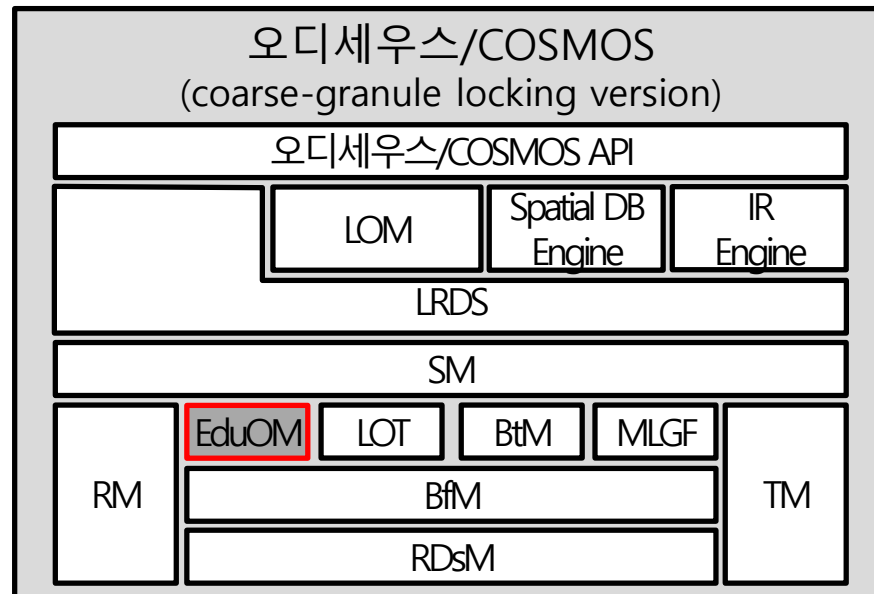 오디세우스/COSMOS
(coarse-granule locking version)
오디세우스/COSMOS API
LOM
Spatial DB
Engine
IR
Engine
LRDS
SM
RM
EduOM
LOT
BtM
MLGF
TM
BfM
RDsM